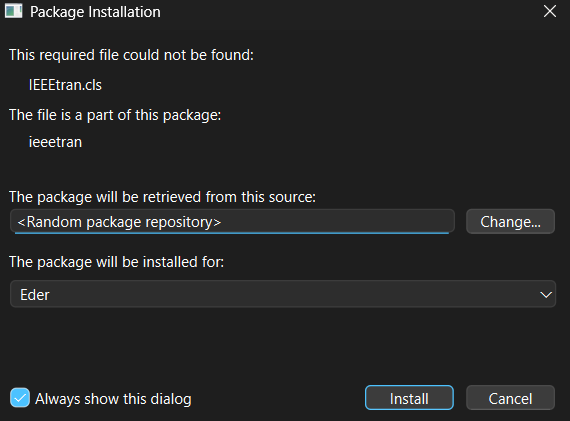 Package Installation
This required file could not be found:
IEEEtran.cls
The file is a part of this package:
ieeetran
The package will be retrieved from this source:
<Random package repository>
Change...
The package will be installed for:
Eder
Always show this dialog
Install
Cancel